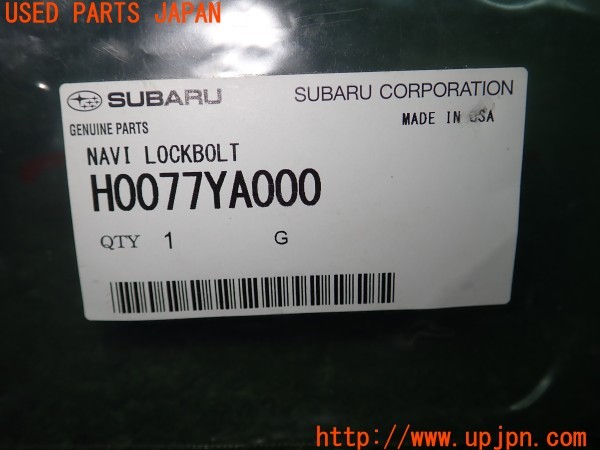 USED PARTS JAPAN
SUBARU SUBARU CORPORATION
GENUINE PARTS MADE IN USA
NAVI LOCKBOLT
H0077YA000
QTY 1 G
http://www.upjpn.com